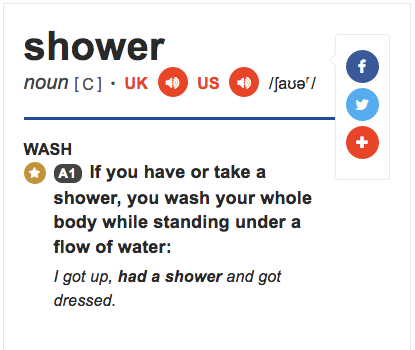 shower
noun [ C ] · UK US /ʃaʊəʳ/
WASH
A1 If you have or take a
shower, you wash your whole
body while standing under a
flow of water:
I got up, had a shower and got
dressed.